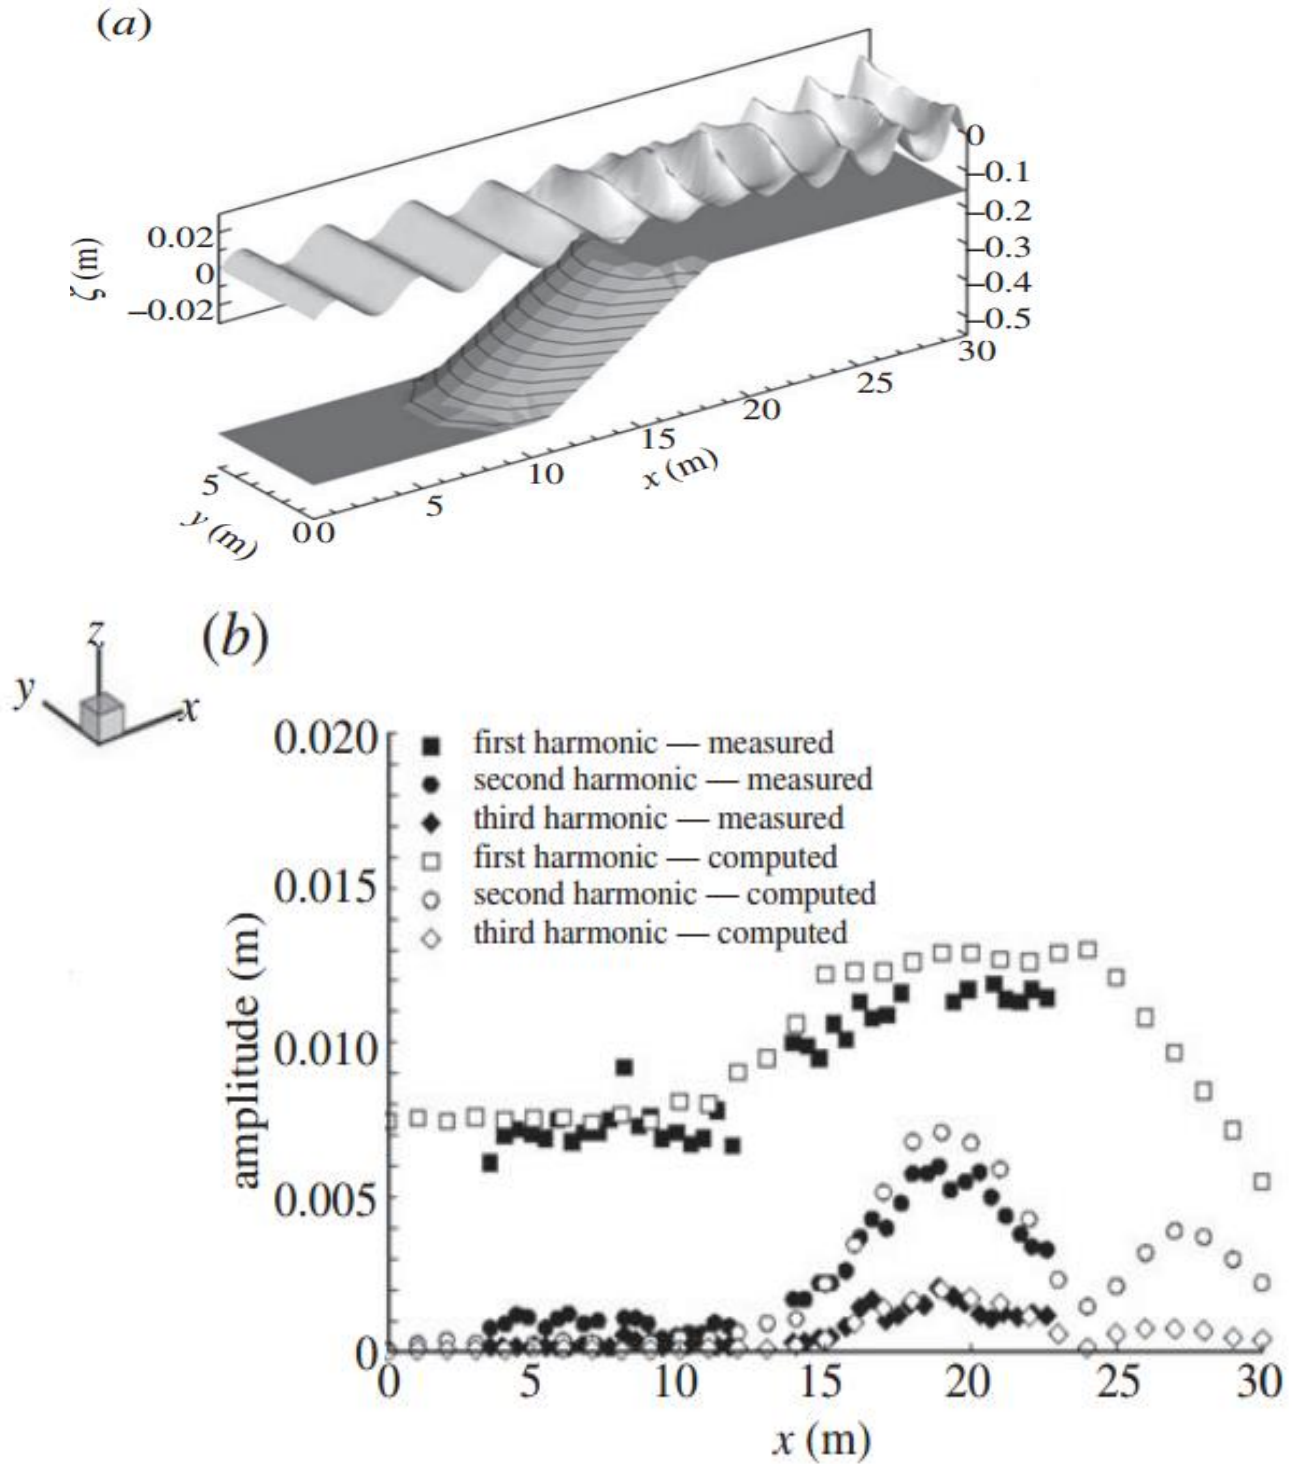 (a)
0.02
0
–0.02
ζ (m)
0
–0.1
–0.2
–0.3
–0.4
–0.5
5
y (m)
00
5
10
15
20
25
30
x (m)
(b)
z
y
x
0.020
0.015
0.010
0.005
0
amplitude (m)
first harmonic — measured
second harmonic — measured
third harmonic — measured
first harmonic — computed
second harmonic — computed
third harmonic — computed
0 5 10 15 20 25 30
x (m)